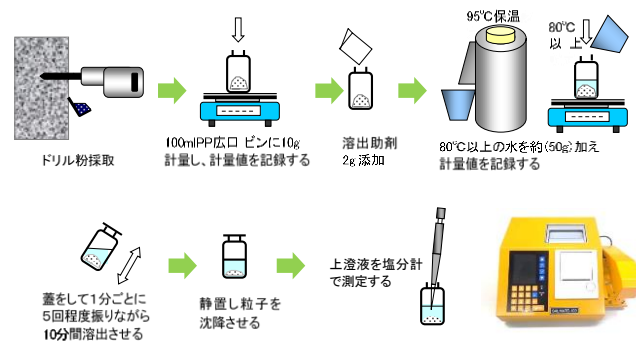 95℃保温
80℃
以 上
ドリル粉採取
100mlPP広口 ビンに10g
計量し、計量値を記録する
溶出助剤
2g 添加
80℃以上の水を約(50g)加え
計量値を記録する
蓋をして1分ごとに
5回程度振りながら
10分間溶出させる
静置し粒子を
沈降させる
上澄液を塩分計
で測定する